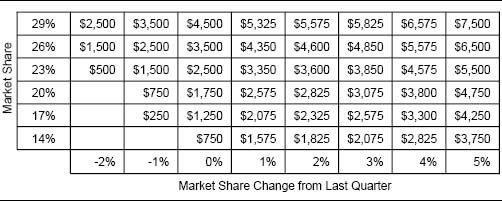 Market Share
29% $2,500 $3,500 $4,500 $5,325 $5,575 $5,825 $6,575 $7,500
26% $1,500 $2,500 $3,500 $4,350 $4,600 $4,850 $5,575 $6,500
23% $500 $1,500 $2,500 $3,350 $3,600 $3,850 $4,575 $5,500
20% $750 $1,750 $2,575 $2,825 $3,075 $3,800 $4,750
17% $250 $1,250 $2,075 $2,325 $2,575 $3,300 $4,250
14% $750 $1,575 $1,825 $2,075 $2,825 $3,750
-2% -1% 0% 1% 2% 3% 4% 5%
Market Share Change from Last Quarter